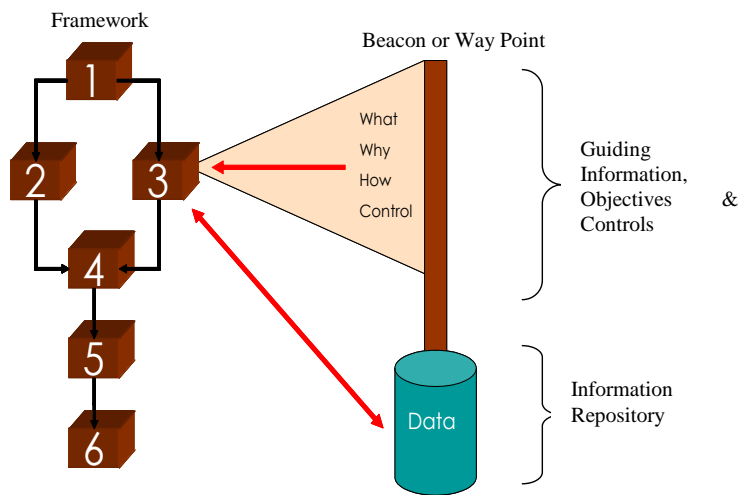 Framework
1
2
3
4
5
6
Beacon or Way Point
What
Why
How
Control
Data
Guiding
Information,
Objectives &
Controls
Information
Repository